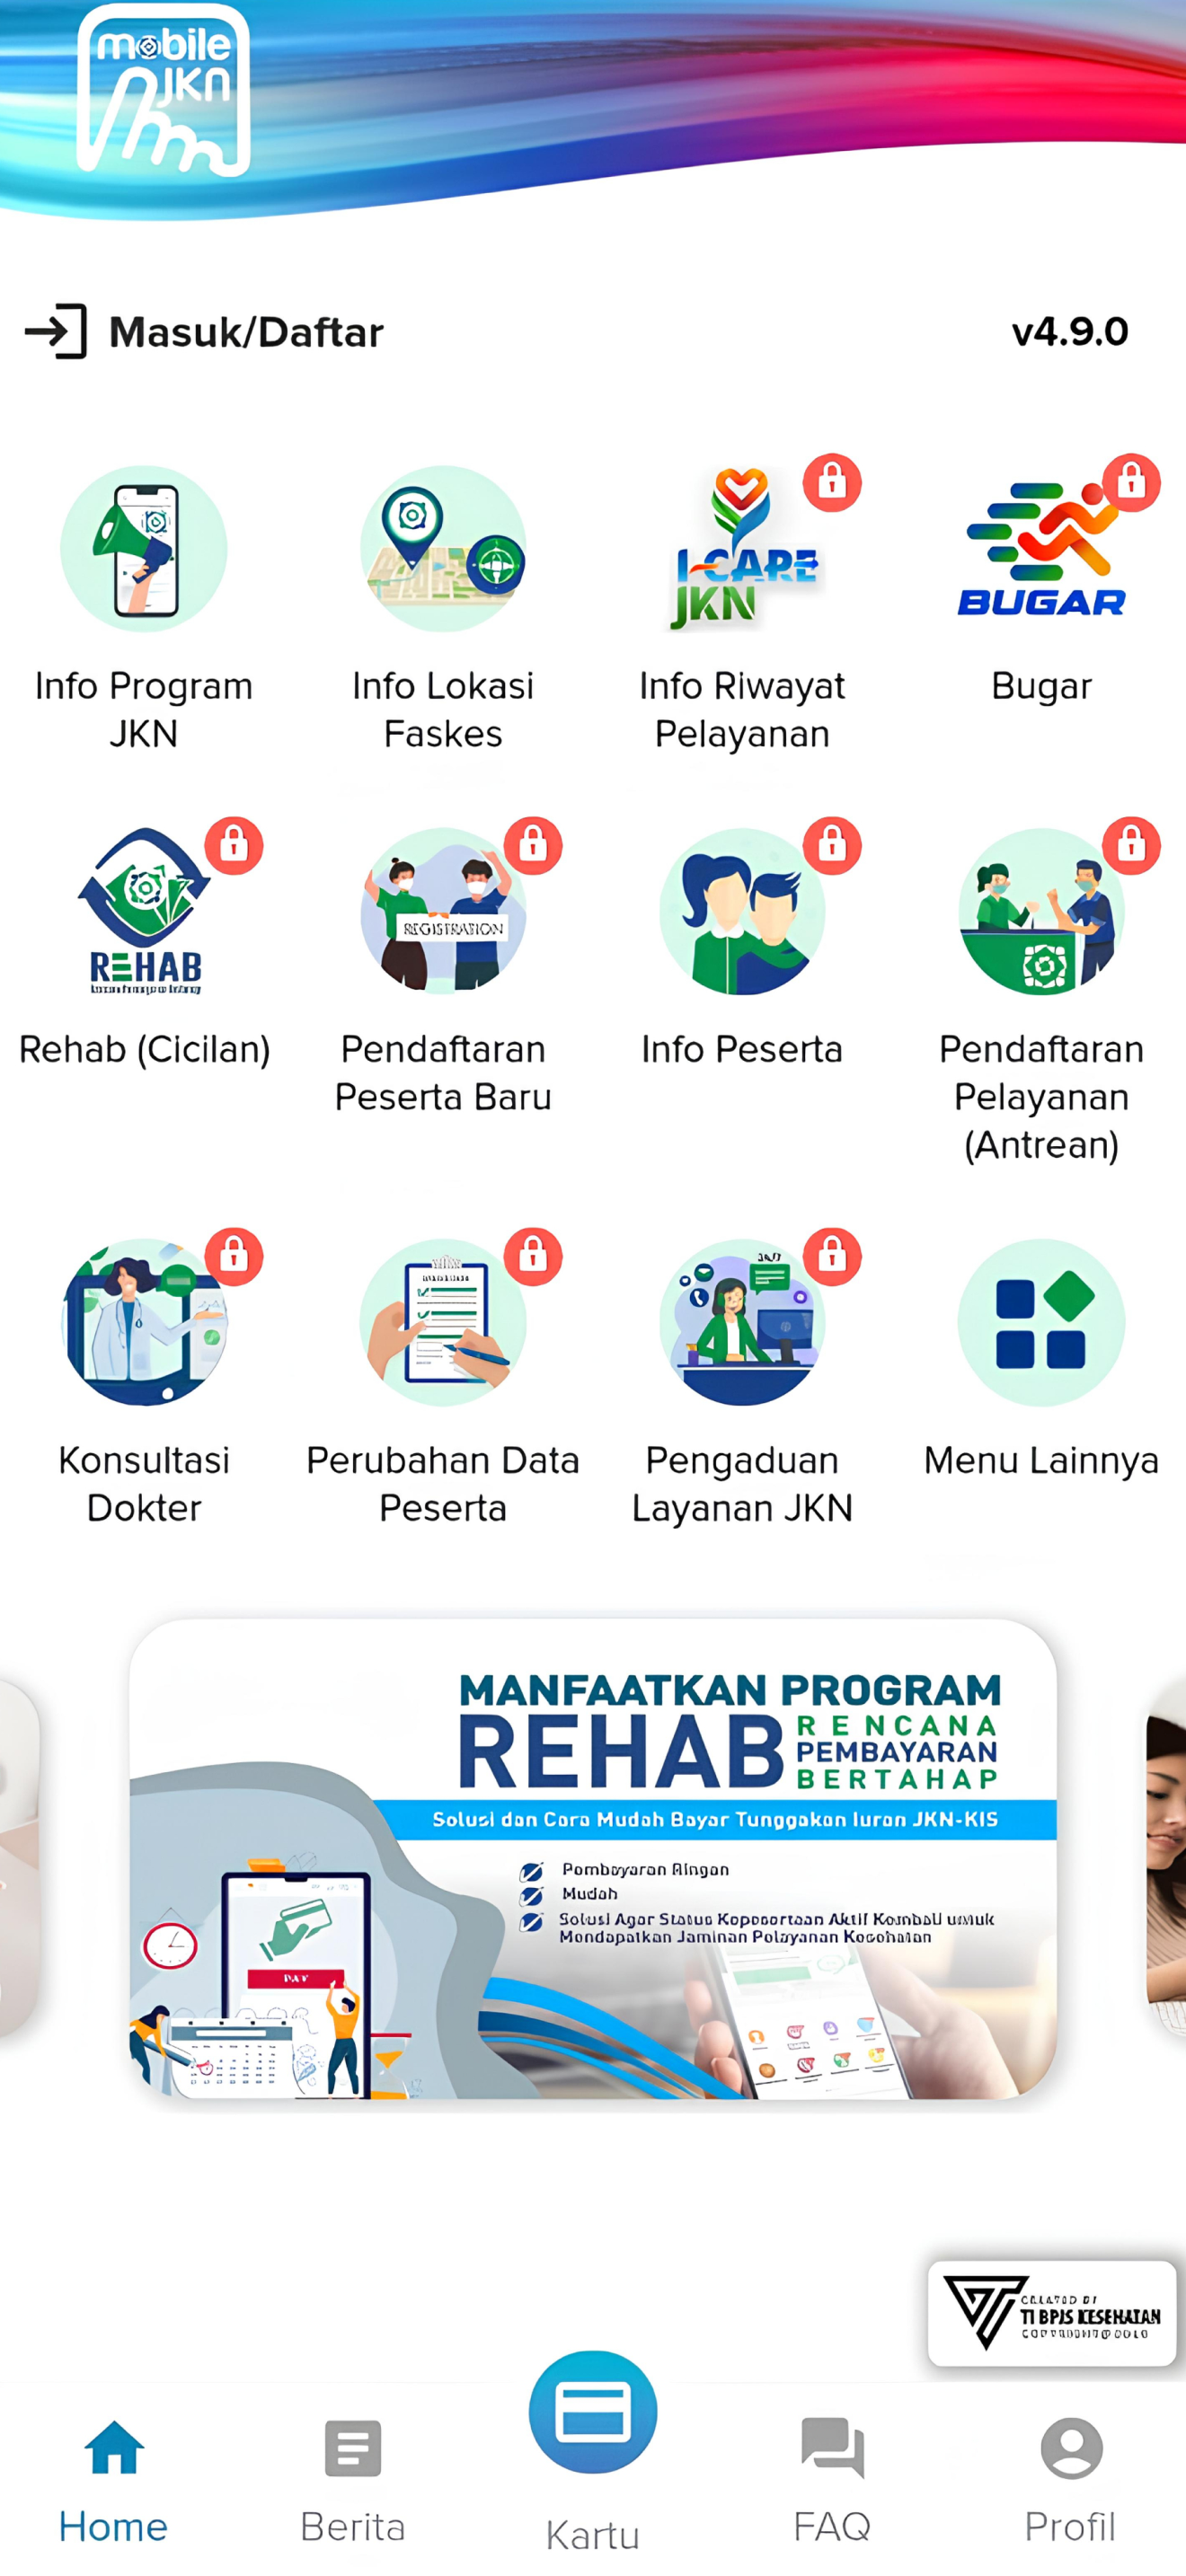 mobile
JKN
Masuk/Daftar
v4.9.0
I-CARE
JKN
BUGAR
Info Program
JKN
Info Lokasi
Faskes
Info Riwayat
Pelayanan
Bugar
REHAB
REGISTRATION
Rehab (Cicilan)
Pendaftaran
Peserta Baru
Info Peserta
Pendaftaran
Pelayanan
(Antrean)
Konsultasi
Dokter
Perubahan Data
Peserta
Pengaduan
Layanan JKN
Menu Lainnya
MANFAATKAN PROGRAM
REHAB RENCANA
PEMBAYARAN
BERTAHAP
Solusi dan Cara Mudah Bayar Tunggakan Iuran JKN-KIS
Pembayaran Ringan
Mudah
Solusi Agar Status Kepesertaan Aktif Kembali untuk
Mendapatkan Jaminan Pelayanan Kesehatan
PAY
TI BPJS KESEHATAN
Home
Berita
Kartu
FAQ
Profil